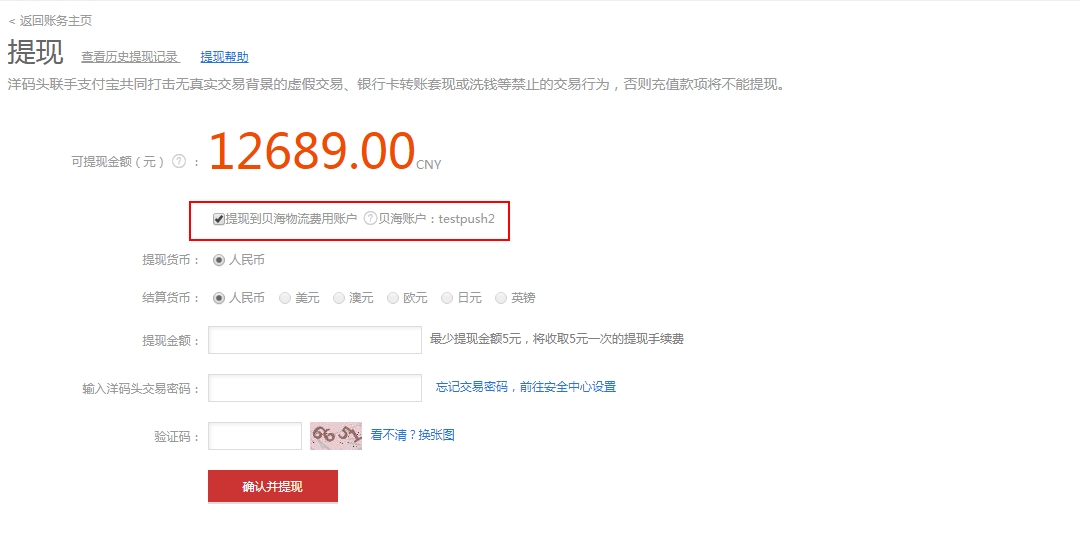 < 返回账务主页
提现 查看历史提现记录 提现帮助
洋码头联手支付宝共同打击无真实交易背景的虚假交易、银行卡转账套现或洗钱等禁止的交易行为，否则充值款项将不能提现。
可提现金额（元） ? ： 12689.00 CNY
提现到贝海物流费用账户 ? 贝海账户：testpush2
提现货币： 人民币
结算货币： 人民币 美元 澳元 欧元 日元 英镑
提现金额： 最少提现金额5元，将收取5元一次的提现手续费
输入洋码头交易密码： 忘记交易密码，前往安全中心设置
验证码： 看不清？换张图
确认并提现